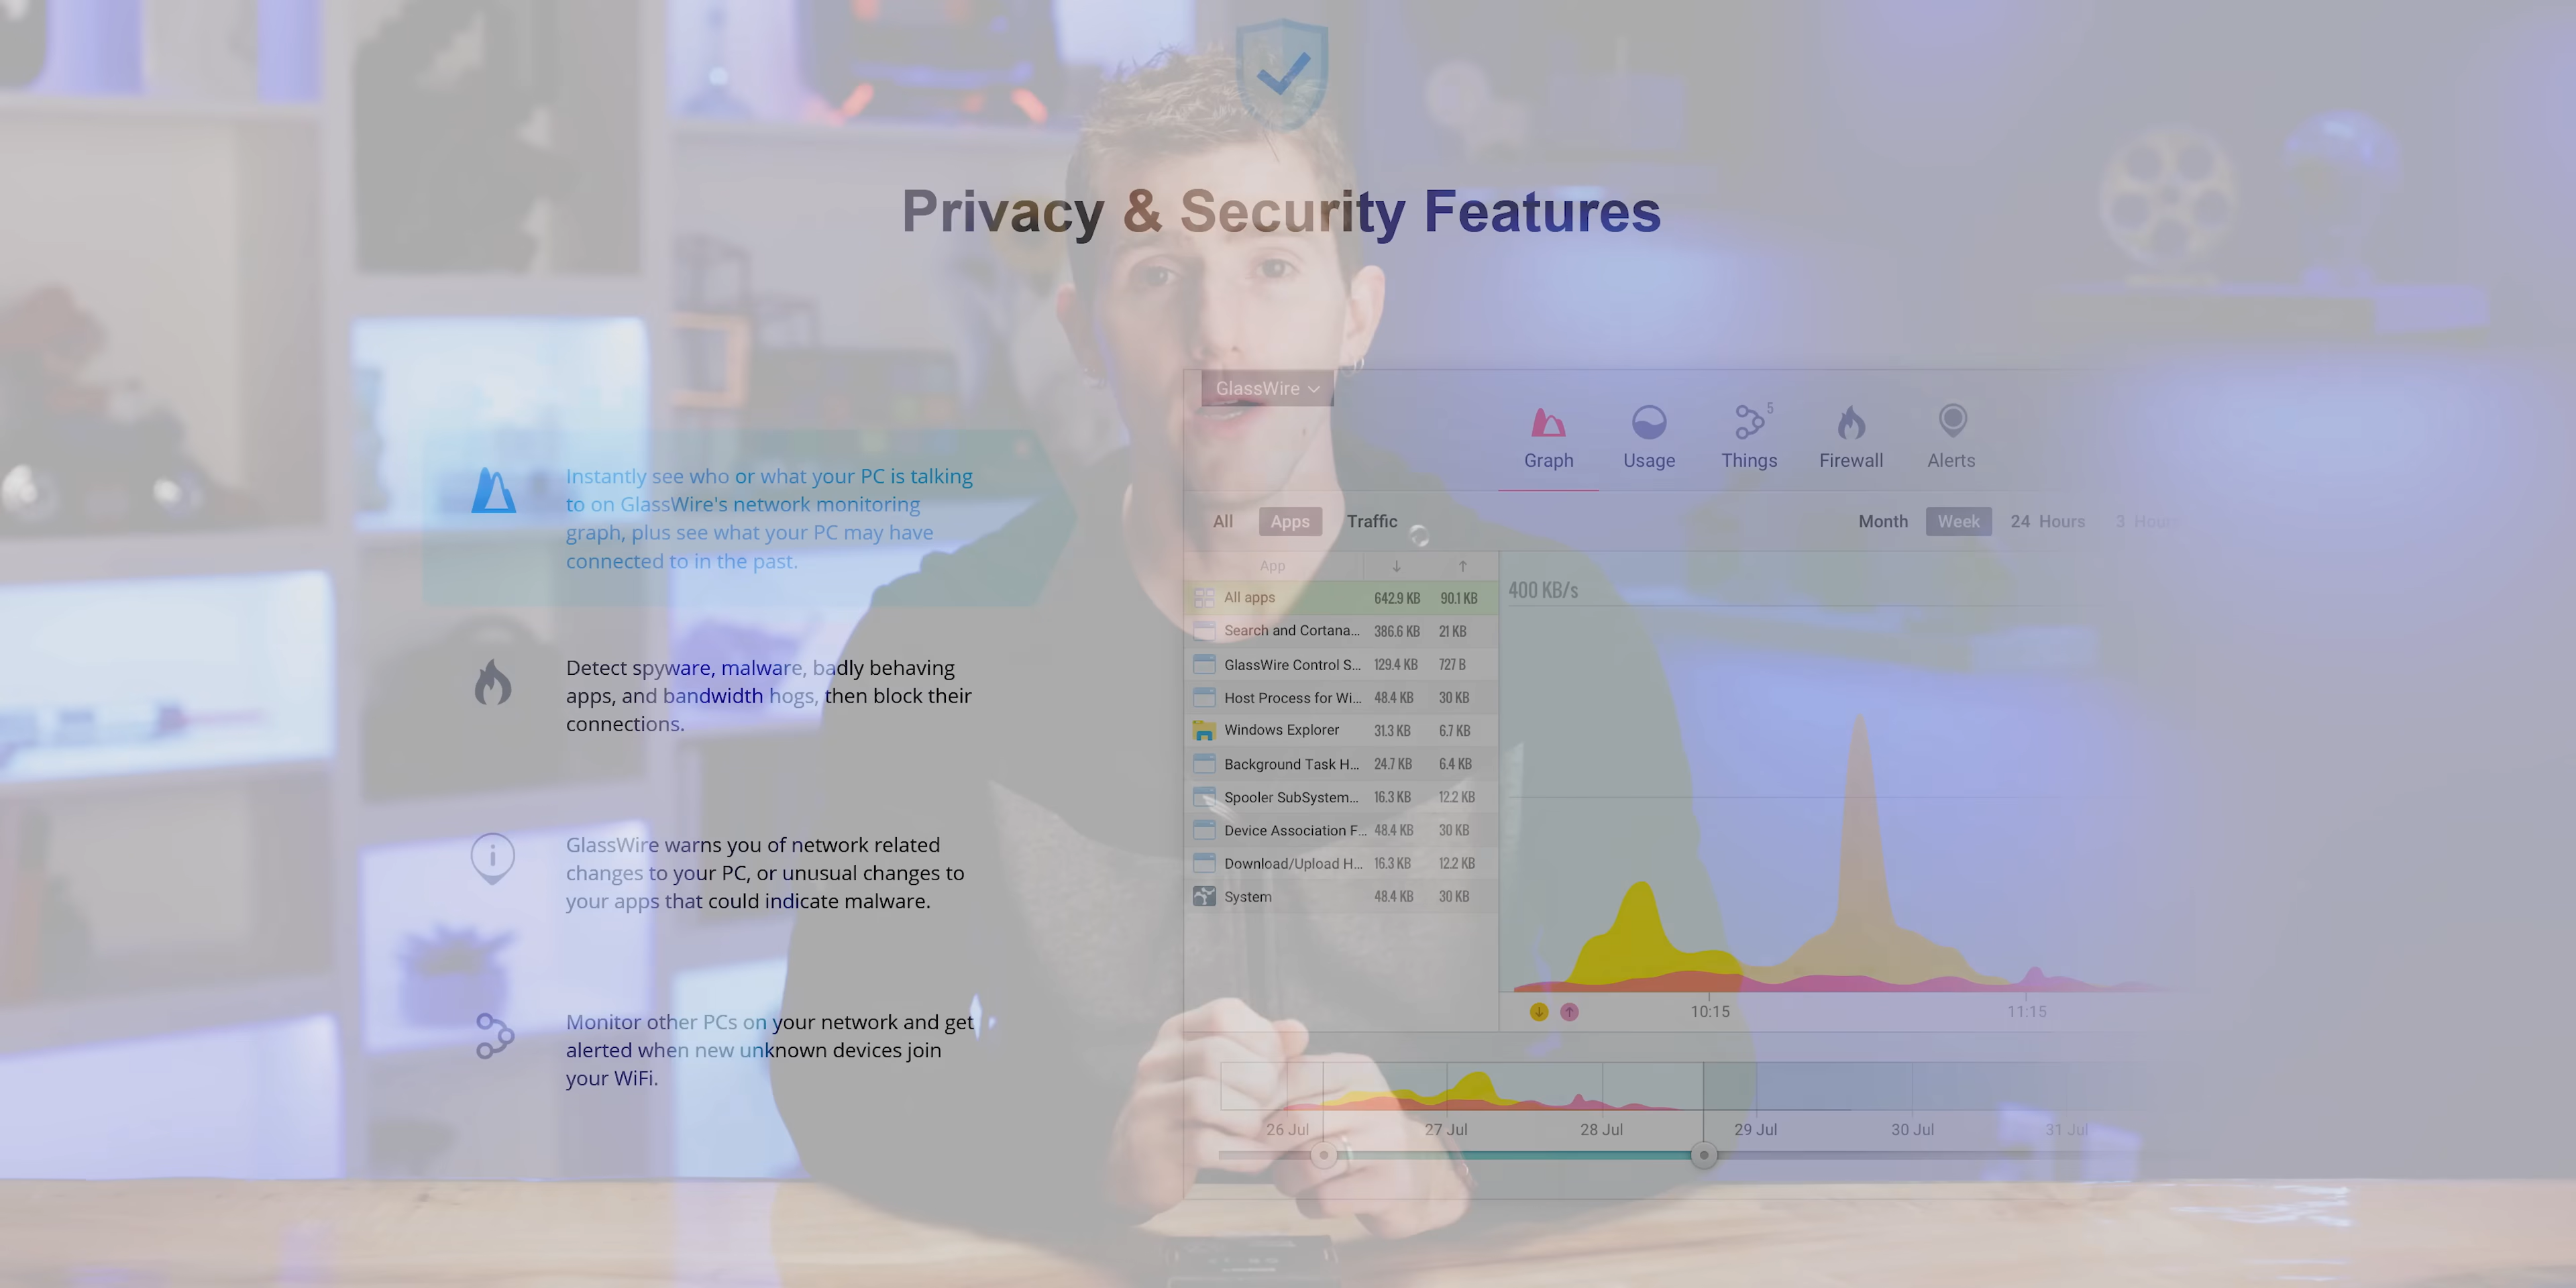 Privacy & Security Features
Instantly see who or what your PC is talking
to on GlassWire's network monitoring
graph, plus see what your PC may have
connected to in the past.
Detect spyware, malware, badly behaving
apps, and bandwidth hogs, then block their
connections.
GlassWire warns you of network related
changes to your PC, or unusual changes to
your apps that could indicate malware.
Monitor other PCs on your network and get
alerted when new unknown devices join
your WiFi.
GlassWire
5
Graph Usage Things Firewall Alerts
All Apps Traffic Month Week 24 Hours 3 Hours
App ↓ ↑
All apps 642.9 KB 90.1 KB
Search and Cortana... 386.6 KB 21 KB
GlassWire Control S... 129.4 KB 727 B
Host Process for Wi... 48.4 KB 30 KB
Windows Explorer 31.3 KB 6.7 KB
Background Task H... 24.7 KB 6.4 KB
Spooler SubSystem... 16.3 KB 12.2 KB
Device Association F... 48.4 KB 30 KB
Download/Upload H... 16.3 KB 12.2 KB
System 48.4 KB 30 KB
400 KB/s
10:15 11:15
26 Jul 27 Jul 28 Jul 29 Jul 30 Jul 31 Jul